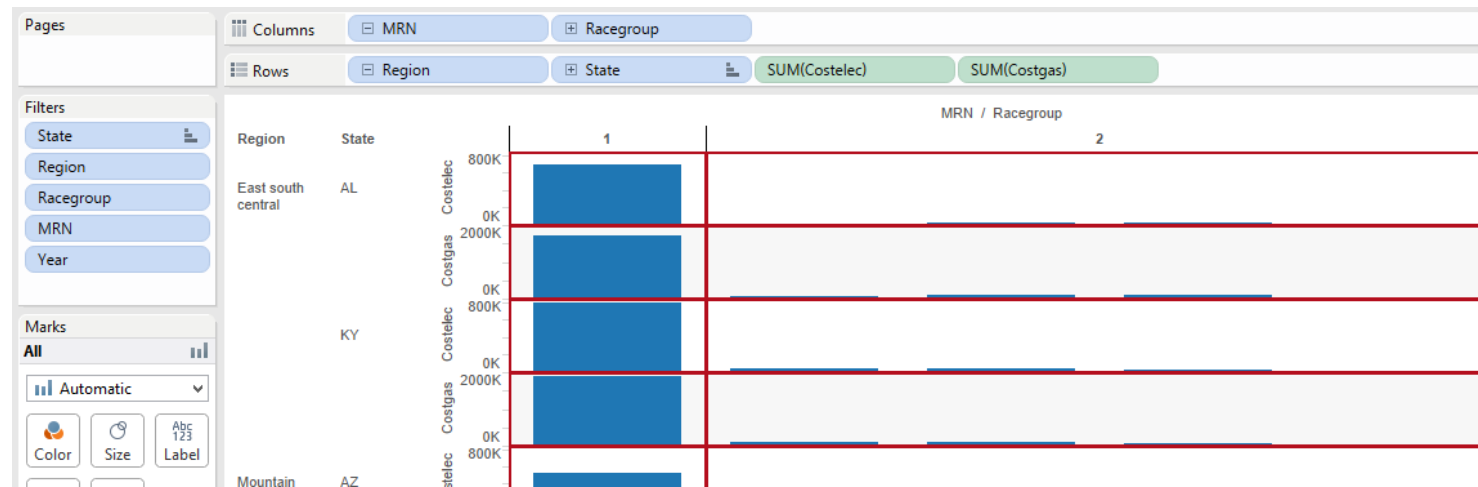 Pages
Columns MRN Racegroup
Rows Region State SUM(Costelec) SUM(Costgas)
Filters
State
Region
Racegroup
MRN
Year
Marks
All
Automatic
Color Size Abc 123 Label
MRN / Racegroup
Region State 1 2
East south
central
AL
Costelec
800K
0K
Costgas
2000K
0K
KY
Costelec
800K
0K
Costgas
2000K
0K
Mountain AZ
800K